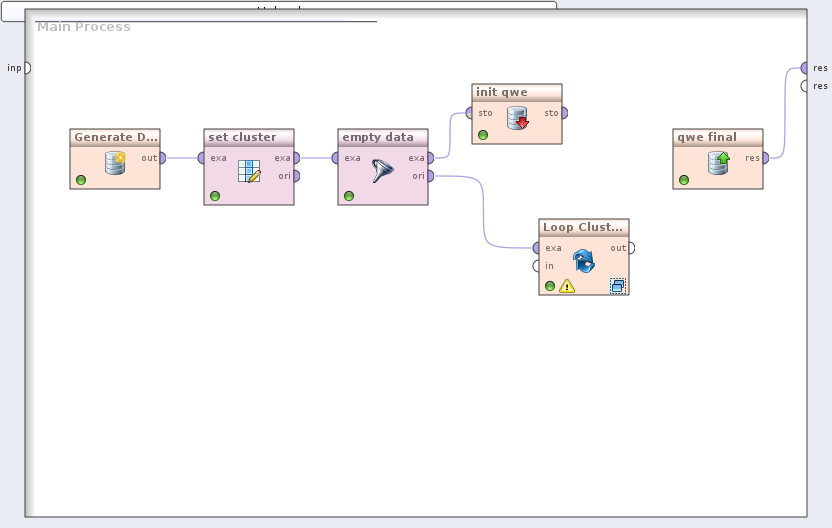 Main Process
inp
res
res
init qwe
sto
sto
Generate D...
out
set cluster
exa
exa
ori
empty data
exa
exa
ori
qwe final
res
Loop Clust...
exa
out
in